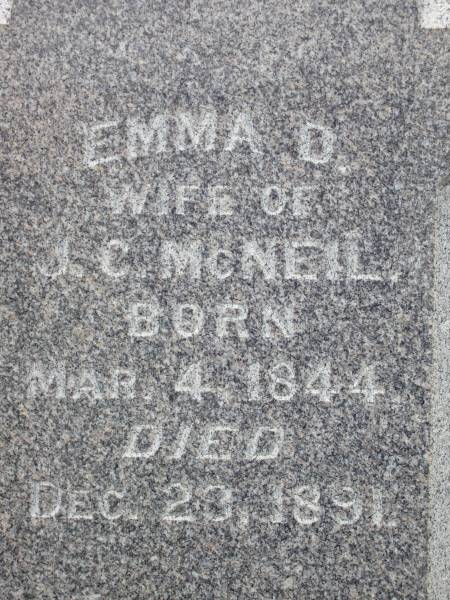 EMMA D.
WIFE OF
J. C. McNEIL.
BORN
MAR. 4, 1844.
DIED
DEC. 23, 1891.